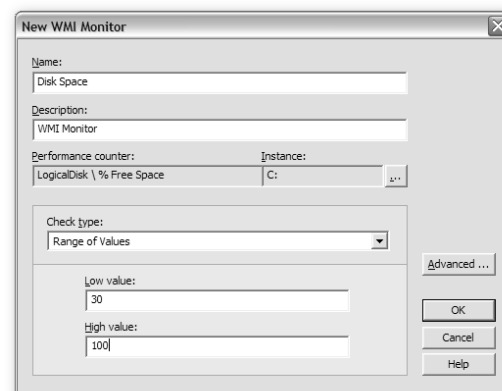 New WMI Monitor
Name:
Disk Space
Description:
WMI Monitor
Performance counter: Instance:
LogicalDisk \ % Free Space C: ...
Check type:
Range of Values
Advanced ...
Low value:
30
OK
High value:
100
Cancel
Help